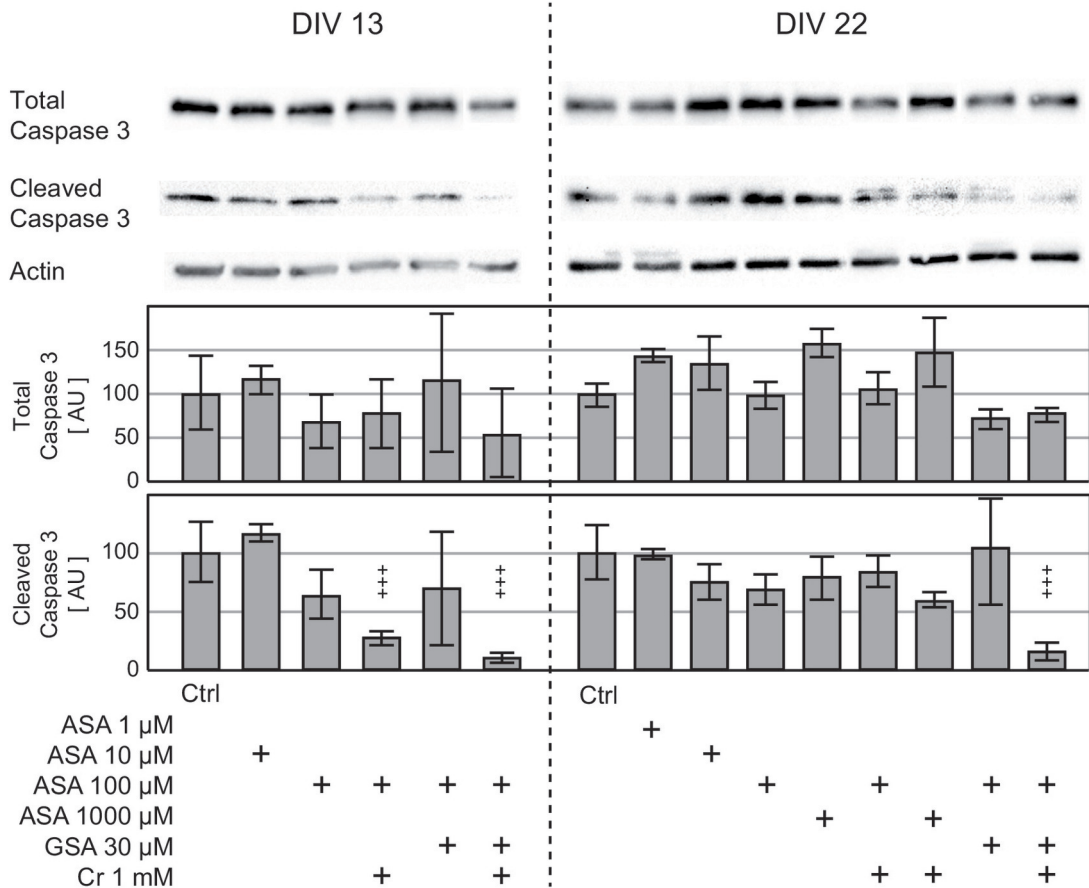 DIV 13
DIV 22
Total
Caspase 3
Cleaved
Caspase 3
Actin
Total
Caspase 3
[ AU ]
150
100
50
0
Cleaved
Caspase 3
[ AU ]
100
50
0
+++
+++
+++
Ctrl
Ctrl
ASA 1 µM +
ASA 10 µM + +
ASA 100 µM + + + + + + + +
ASA 1000 µM + +
GSA 30 µM + + + +
Cr 1 mM + + + + +